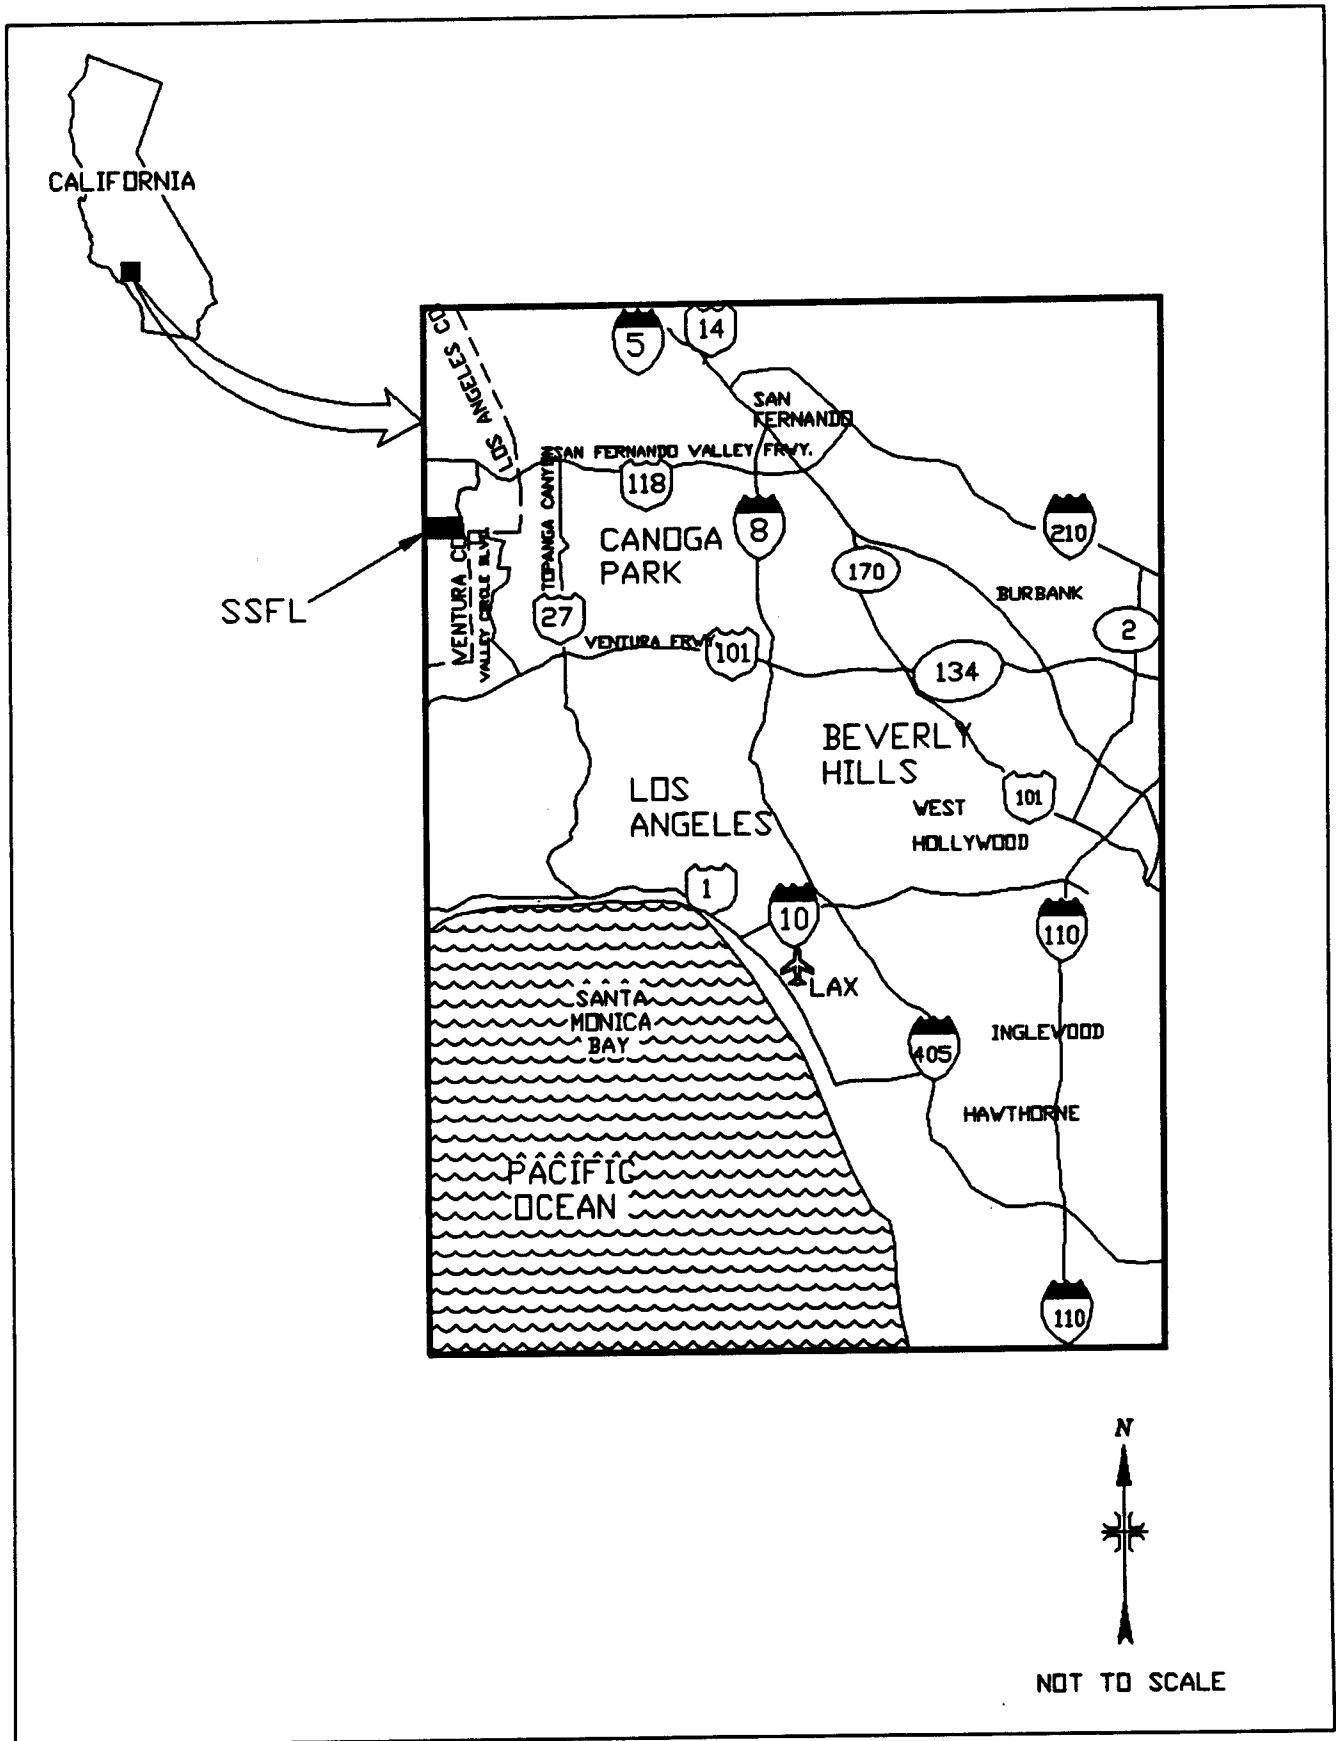 CALIFORNIA
LOS ANGELES CO
5
14
SAN
FERNANDO
SAN FERNANDO VALLEY FRWY.
118
TOPANGA CANYON
8
210
CANOGA
PARK
170
SSFL
VENTURA CO
VALLEY CIRCLE BLVD
27
BURBANK
2
VENTURA FRWY.
101
134
BEVERLY
HILLS
LOS
ANGELES
101
WEST
HOLLYWOOD
1
10
110
LAX
SANTA
MONICA
BAY
405
INGLEWOOD
HAWTHORNE
PACIFIC
OCEAN
110
N
NOT TO SCALE